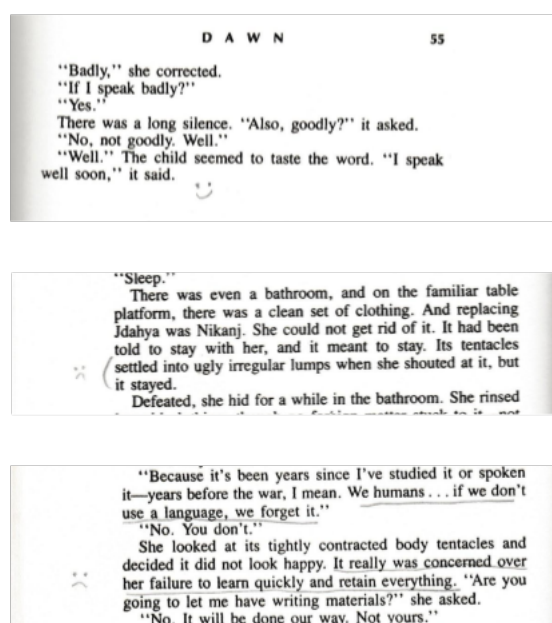 DAWN 55
"Badly," she corrected.
"If I speak badly?"
"Yes."
There was a long silence. "Also, goodly?" it asked.
"No, not goodly. Well."
"Well." The child seemed to taste the word. "I speak
well soon," it said.
"Sleep."
There was even a bathroom, and on the familiar table
platform, there was a clean set of clothing. And replacing
Jdahya was Nikanj. She could not get rid of it. It had been
told to stay with her, and it meant to stay. Its tentacles
settled into ugly irregular lumps when she shouted at it, but
it stayed.
Defeated, she hid for a while in the bathroom. She rinsed
"Because it's been years since I've studied it or spoken
it—years before the war, I mean. We humans . . . if we don't
use a language, we forget it."
"No. You don't."
She looked at its tightly contracted body tentacles and
decided it did not look happy. It really was concerned over
her failure to learn quickly and retain everything. "Are you
going to let me have writing materials?" she asked.
"No. It will be done our way. Not yours."